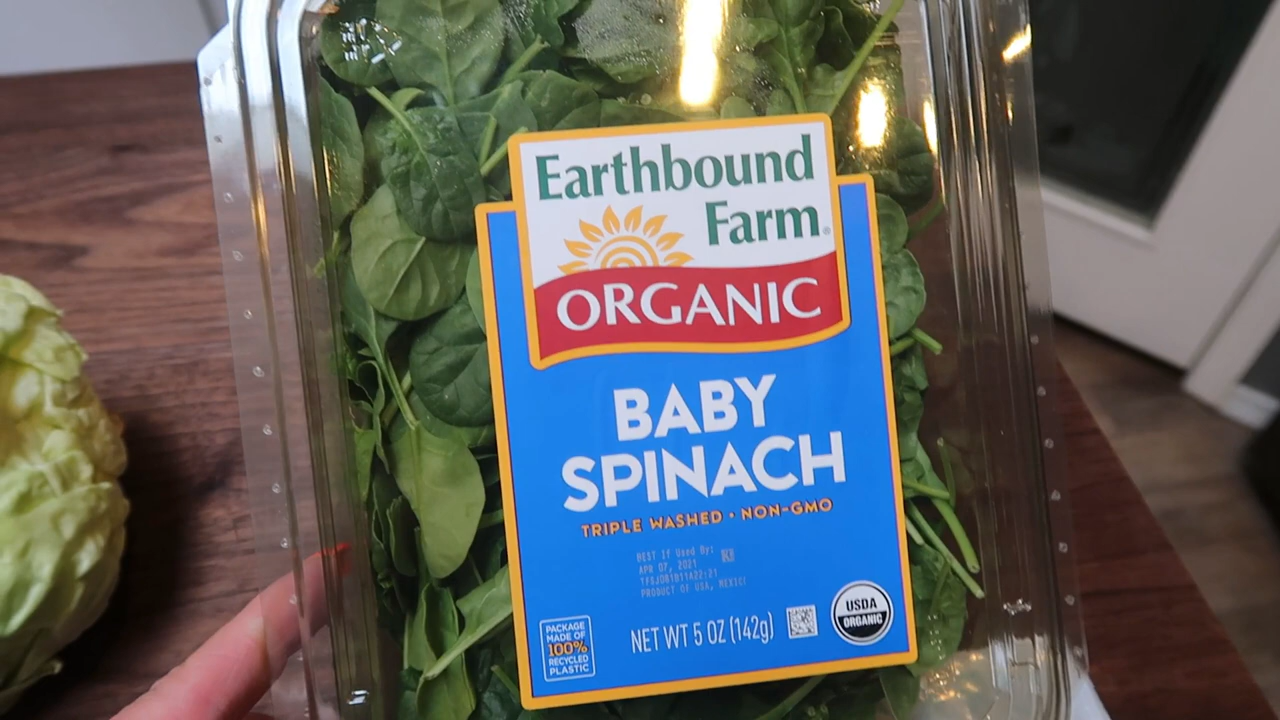 Earthbound
Farm®
ORGANIC
BABY
SPINACH
TRIPLE WASHED • NON-GMO
BEST If Used By:
APR 07, 2021
PRODUCT OF USA, MEXICO
PACKAGE
MADE OF
100%
RECYCLED
PLASTIC
NET WT 5 OZ (142g)
USDA
ORGANIC